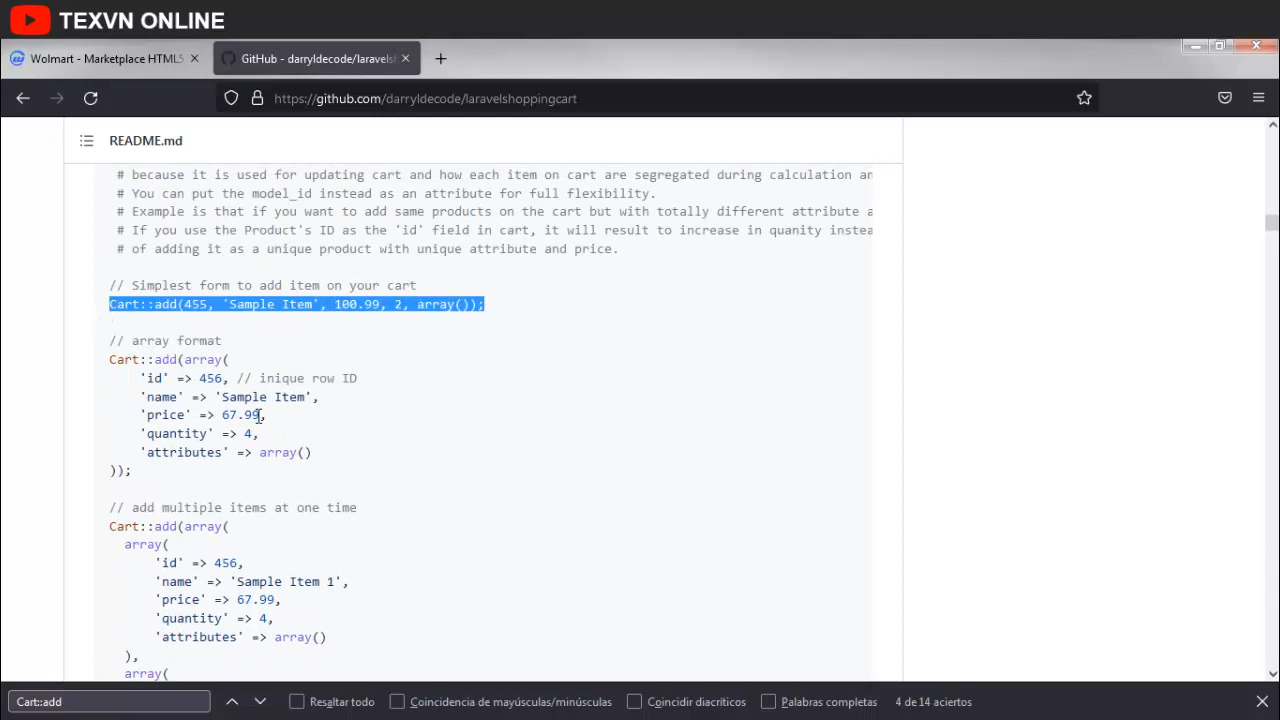 TEXVN ONLINE
Wolmart - Marketplace HTML5
GitHub - darryldecode/laravelsh
https://github.com/darryldecode/laravelshoppingcart
README.md
# because it is used for updating cart and how each item on cart are segregated during calculation an
# You can put the model_id instead as an attribute for full flexibility.
# Example is that if you want to add same products on the cart but with totally different attribute a
# If you use the Product's ID as the 'id' field in cart, it will result to increase in quanity instea
# of adding it as a unique product with unique attribute and price.
// Simplest form to add item on your cart
Cart::add(455, 'Sample Item', 100.99, 2, array());
// array format
Cart::add(array(
'id' => 456, // inique row ID
'name' => 'Sample Item',
'price' => 67.99,
'quantity' => 4,
'attributes' => array()
));
// add multiple items at one time
Cart::add(array(
array(
'id' => 456,
'name' => 'Sample Item 1',
'price' => 67.99,
'quantity' => 4,
'attributes' => array()
),
array(
Cart::add
Resaltar todo
Coincidencia de mayúsculas/minúsculas
Coincidir diacríticos
Palabras completas
4 de 14 aciertos